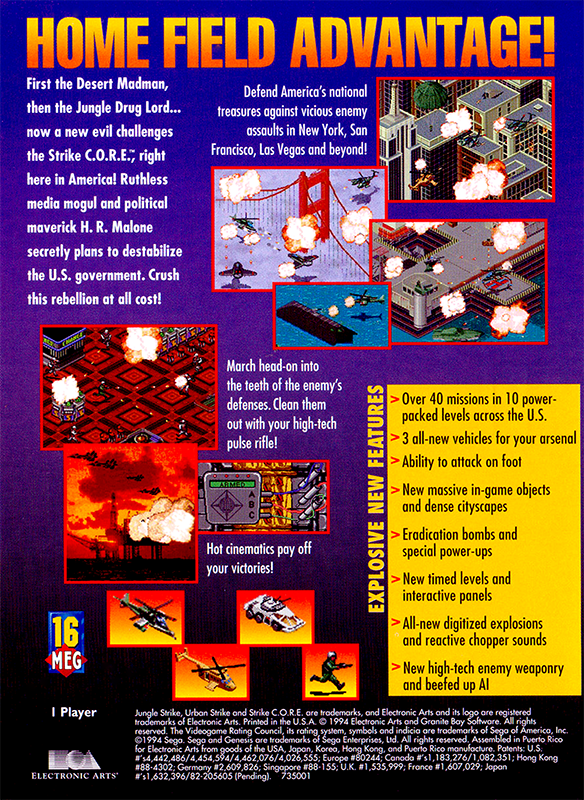 HOME FIELD ADVANTAGE!
First the Desert Madman,
then the Jungle Drug Lord...
now a new evil challenges
the Strike C.O.R.E.™, right
here in America! Ruthless
media mogul and political
maverick H. R. Malone
secretly plans to destabilize
the U.S. government. Crush
this rebellion at all cost!
Defend America's national
treasures against vicious enemy
assaults in New York, San
Francisco, Las Vegas and beyond!
March head-on into
the teeth of the enemy's
defenses. Clean them
out with your high-tech
pulse rifle!
ARMED
A
B
C
Hot cinematics pay off
your victories!
EXPLOSIVE NEW FEATURES
> Over 40 missions in 10 power-
packed levels across the U.S.
> 3 all-new vehicles for your arsenal
> Ability to attack on foot
> New massive in-game objects
and dense cityscapes
> Eradication bombs and
special power-ups
> New timed levels and
interactive panels
> All-new digitized explosions
and reactive chopper sounds
> New high-tech enemy weaponry
and beefed up AI
16
MEG
1 Player
ELECTRONIC ARTS®
Jungle Strike, Urban Strike and Strike C.O.R.E. are trademarks, and Electronic Arts and its logo are registered
trademarks of Electronic Arts. Printed in the U.S.A. © 1994 Electronic Arts and Granite Bay Software. All rights
reserved. The Videogame Rating Council, its rating system, symbols and indicia are trademarks of Sega of America, Inc.
©1994 Sega. Sega and Genesis are trademarks of Sega Enterprises, Ltd. All rights reserved. Assembled in Puerto Rico
for Electronic Arts from goods of the USA, Japan, Korea, Hong Kong, and Puerto Rico manufacture. Patents: U.S.
#'s4,442,486/4,454,594/4,462,076/4,026,555; Europe #80244; Canada #'s1,183,276/1,082,351; Hong Kong
#88-4302; Germany #2,609,826; Singapore #88-155; U.K. #1,535,999; France #1,607,029; Japan
#'s1,632,396/82-205605 (Pending). 735001